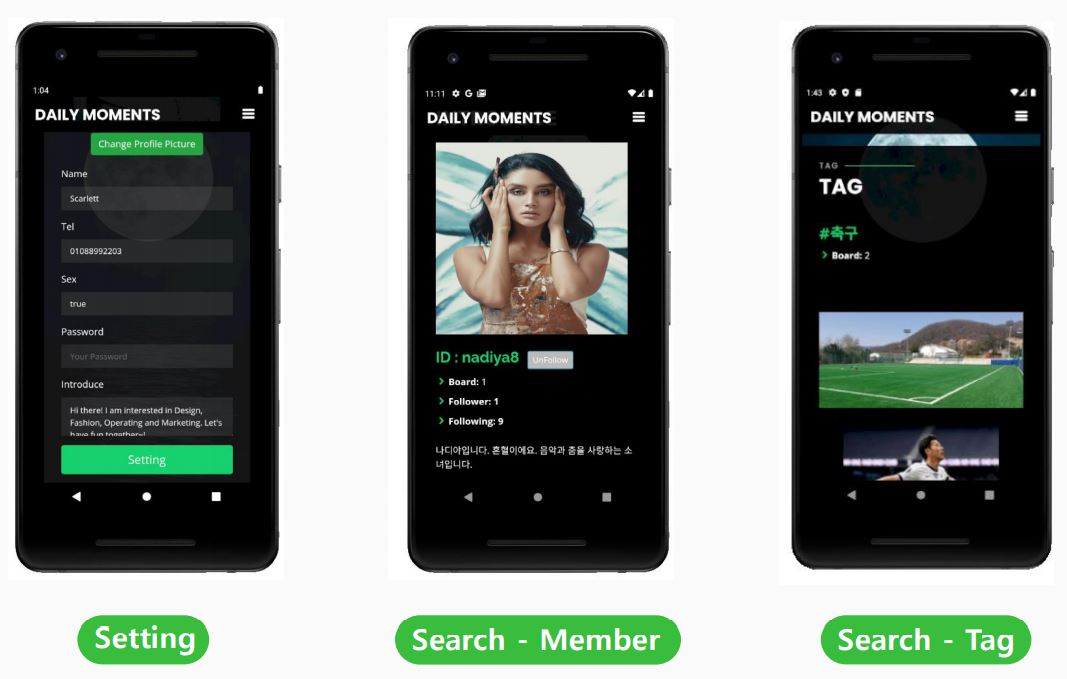 1:04
DAILY MOMENTS
Change Profile Picture
Name
Scarlett
Tel
01088992203
Sex
true
Password
Your Password
Introduce
Hi there! I am interested in Design,
Fashion, Operating and Marketing. Let's
have fun together~!
Setting
Setting
11:11
DAILY MOMENTS
ID : nadiya8 UnFollow
Board: 1
Follower: 1
Following: 9
나디야입니다. 혼혈이에요. 음악과 춤을 사랑하는 소
녀입니다.
Search - Member
1:43
DAILY MOMENTS
TAG
TAG
#축구
Board: 2
Search - Tag